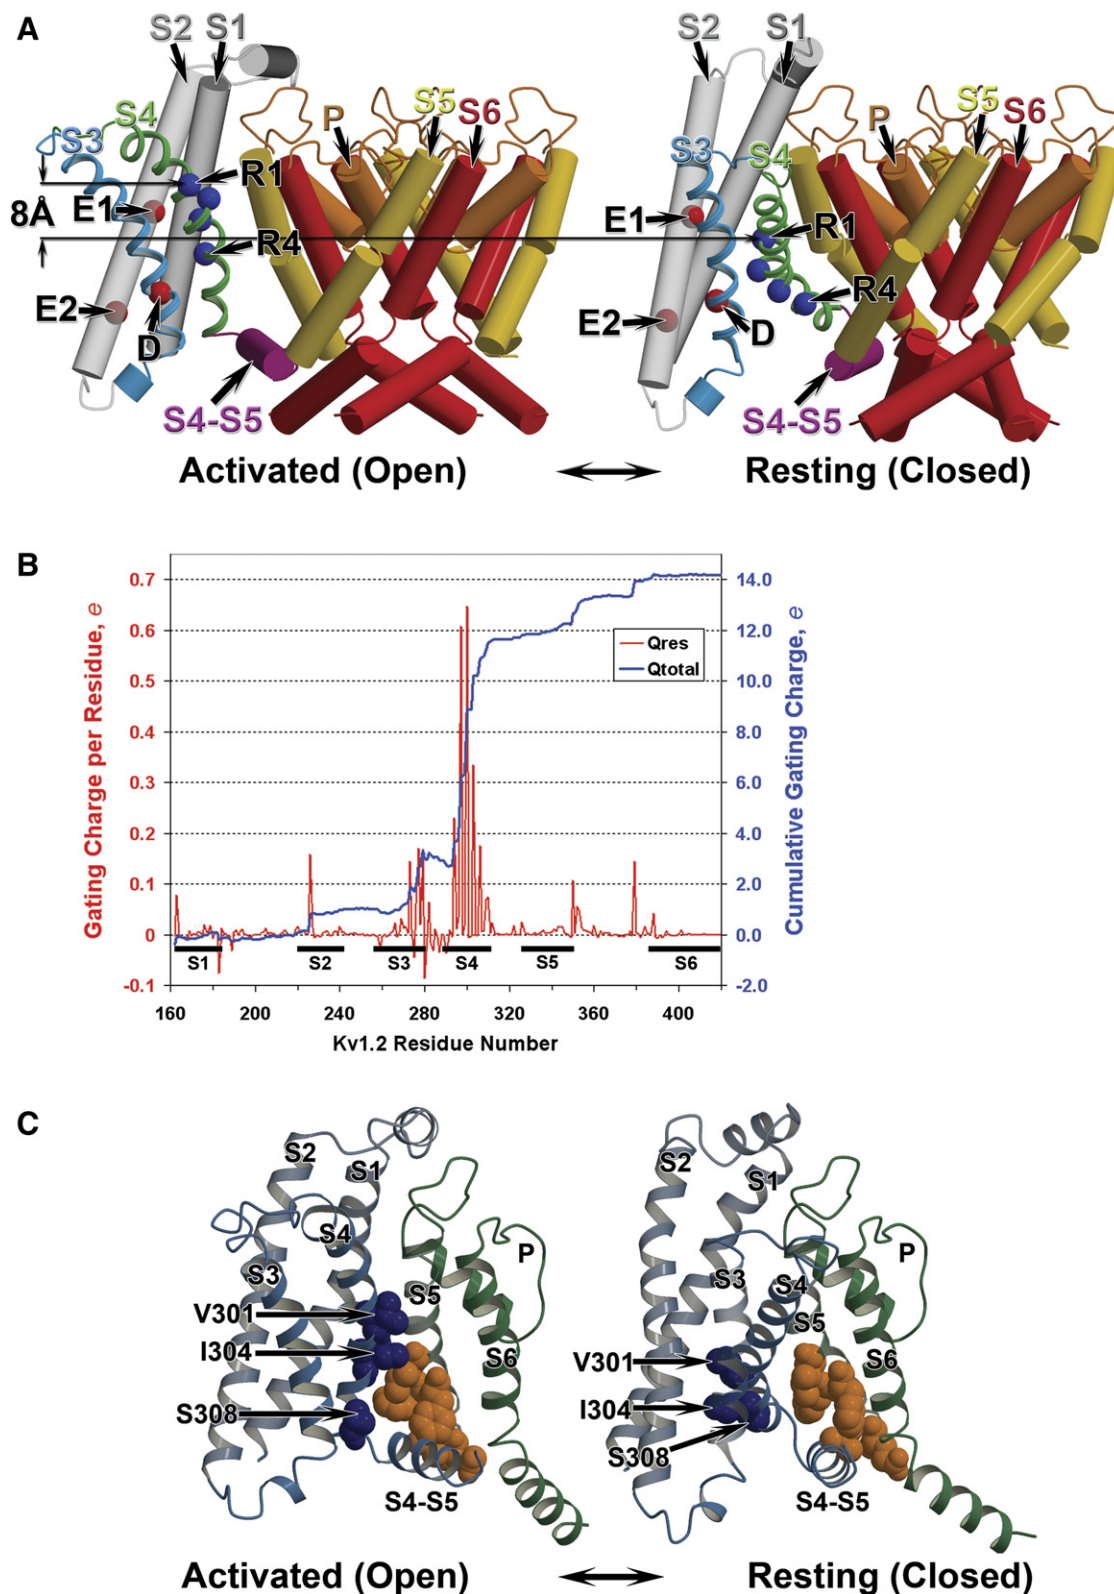 A
S2 S1
S4
S3
P
S5
S6
R1
8Å
E1
R4
E2
D
S4-S5
S2 S1
S3
S4
P
S5
S6
E1
R1
R4
E2
D
S4-S5
Activated (Open)
Resting (Closed)
B
Gating Charge per Residue, e
Cumulative Gating Charge, e
0.7
0.6
0.5
0.4
0.3
0.2
0.1
0
-0.1
14.0
12.0
10.0
8.0
6.0
4.0
2.0
0.0
-2.0
Qres
Qtotal
S1 S2 S3 S4 S5 S6
160 200 240 280 320 360 400
Kv1.2 Residue Number
C
S2
S1
S4
S3
S5
P
V301
I304
S6
S308
S4-S5
S2
S1
P
S3
S4
S5
S6
V301
I304
S308
S4-S5
Activated (Open)
Resting (Closed)